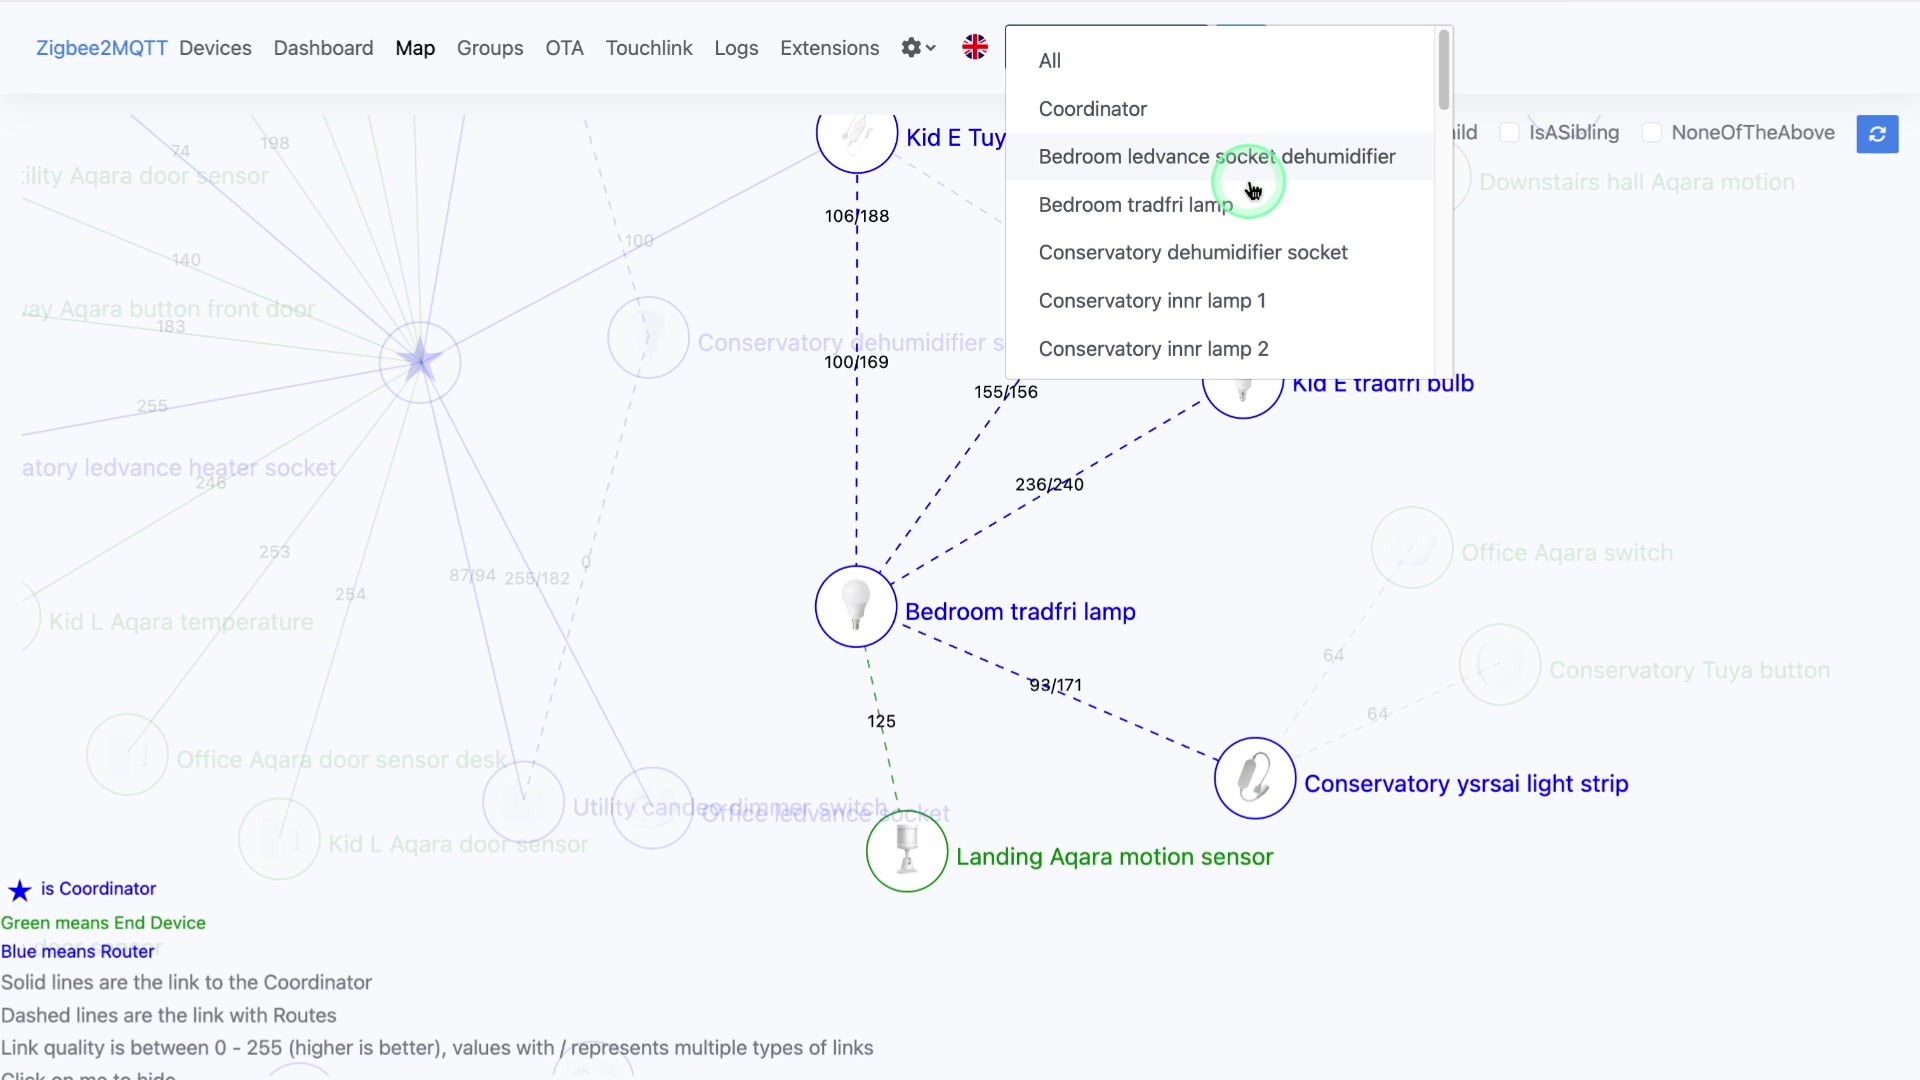 Zigbee2MQTT Devices Dashboard Map Groups OTA Touchlink Logs Extensions
All
Coordinator
Bedroom ledvance socket dehumidifier
Bedroom tradfri lamp
Conservatory dehumidifier socket
Conservatory innr lamp 1
Conservatory innr lamp 2
ild IsASibling NoneOfTheAbove
Kid E Tuy
Downstairs hall Aqara motion
74
198
ility Aqara door sensor
106/188
100
140
way Aqara button front door
183
Conservatory dehumidifier s
100/169
155/156
Kid E tradfri bulb
255
atory ledvance heater socket
246
236/240
253
Office Aqara switch
0
87/94
255/182
254
Kid L Aqara temperature
Bedroom tradfri lamp
64
Conservatory Tuya button
93/171
64
125
Office Aqara door sensor desk
Conservatory ysrsai light strip
Utility candeo dimmer switch
Office ledvance socket
Kid L Aqara door sensor
Landing Aqara motion sensor
is Coordinator
Green means End Device
door sensor
Blue means Router
Solid lines are the link to the Coordinator
Dashed lines are the link with Routes
Link quality is between 0 - 255 (higher is better), values with / represents multiple types of links
Click on me to hide